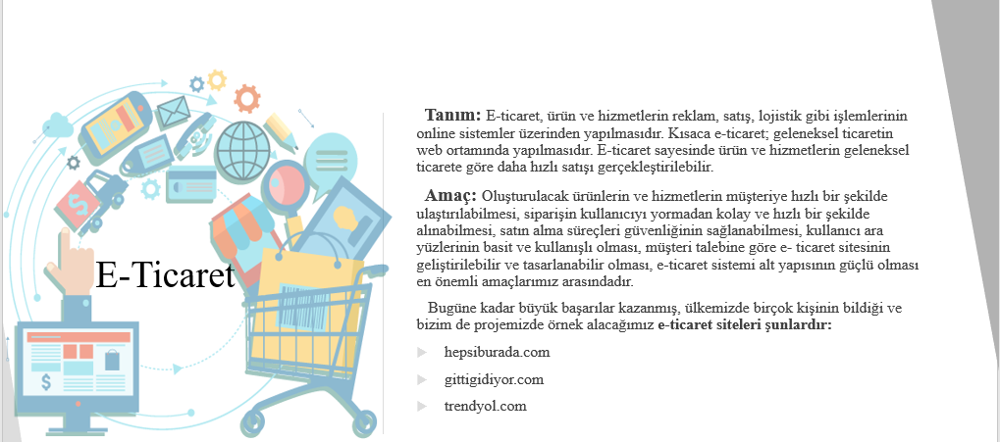 E-Ticaret
Tanım: E-ticaret, ürün ve hizmetlerin reklam, satış, lojistik gibi işlemlerinin
online sistemler üzerinden yapılmasıdır. Kısaca e-ticaret; geleneksel ticaretin
web ortamında yapılmasıdır. E-ticaret sayesinde ürün ve hizmetlerin geleneksel
ticarete göre daha hızlı satışı gerçekleştirilebilir.
Amaç: Oluşturulacak ürünlerin ve hizmetlerin müşteriye hızlı bir şekilde
ulaştırılabilmesi, siparişin kullanıcıyı yormadan kolay ve hızlı bir şekilde
alınabilmesi, satın alma süreçleri güvenliğinin sağlanabilmesi, kullanıcı ara
yüzlerinin basit ve kullanışlı olması, müşteri talebine göre e- ticaret sitesinin
geliştirilebilir ve tasarlanabilir olması, e-ticaret sistemi alt yapısının güçlü olması
en önemli amaçlarımız arasındadır.
Bugüne kadar büyük başarılar kazanmış, ülkemizde birçok kişinin bildiği ve
bizim de projemizde örnek alacağımız e-ticaret siteleri şunlardır:
hepsiburada.com
gittigidiyor.com
trendyol.com